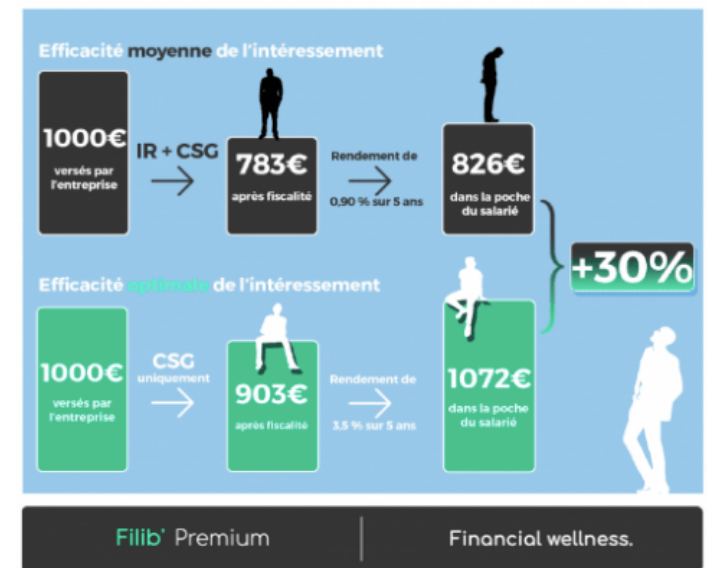 Efficacité moyenne de l'intéressement
1000€
versés par
l'entreprise
IR + CSG
783€
après fiscalité
Rendement de
0,90 % sur 5 ans
826€
dans la poche
du salarié
+30%
Efficacité optimale de l'intéressement
1000€
versés par
l'entreprise
CSG
uniquement
903€
après fiscalité
Rendement de
3,5 % sur 5 ans
1072€
dans la poche
du salarié
Filib' Premium
Financial wellness.